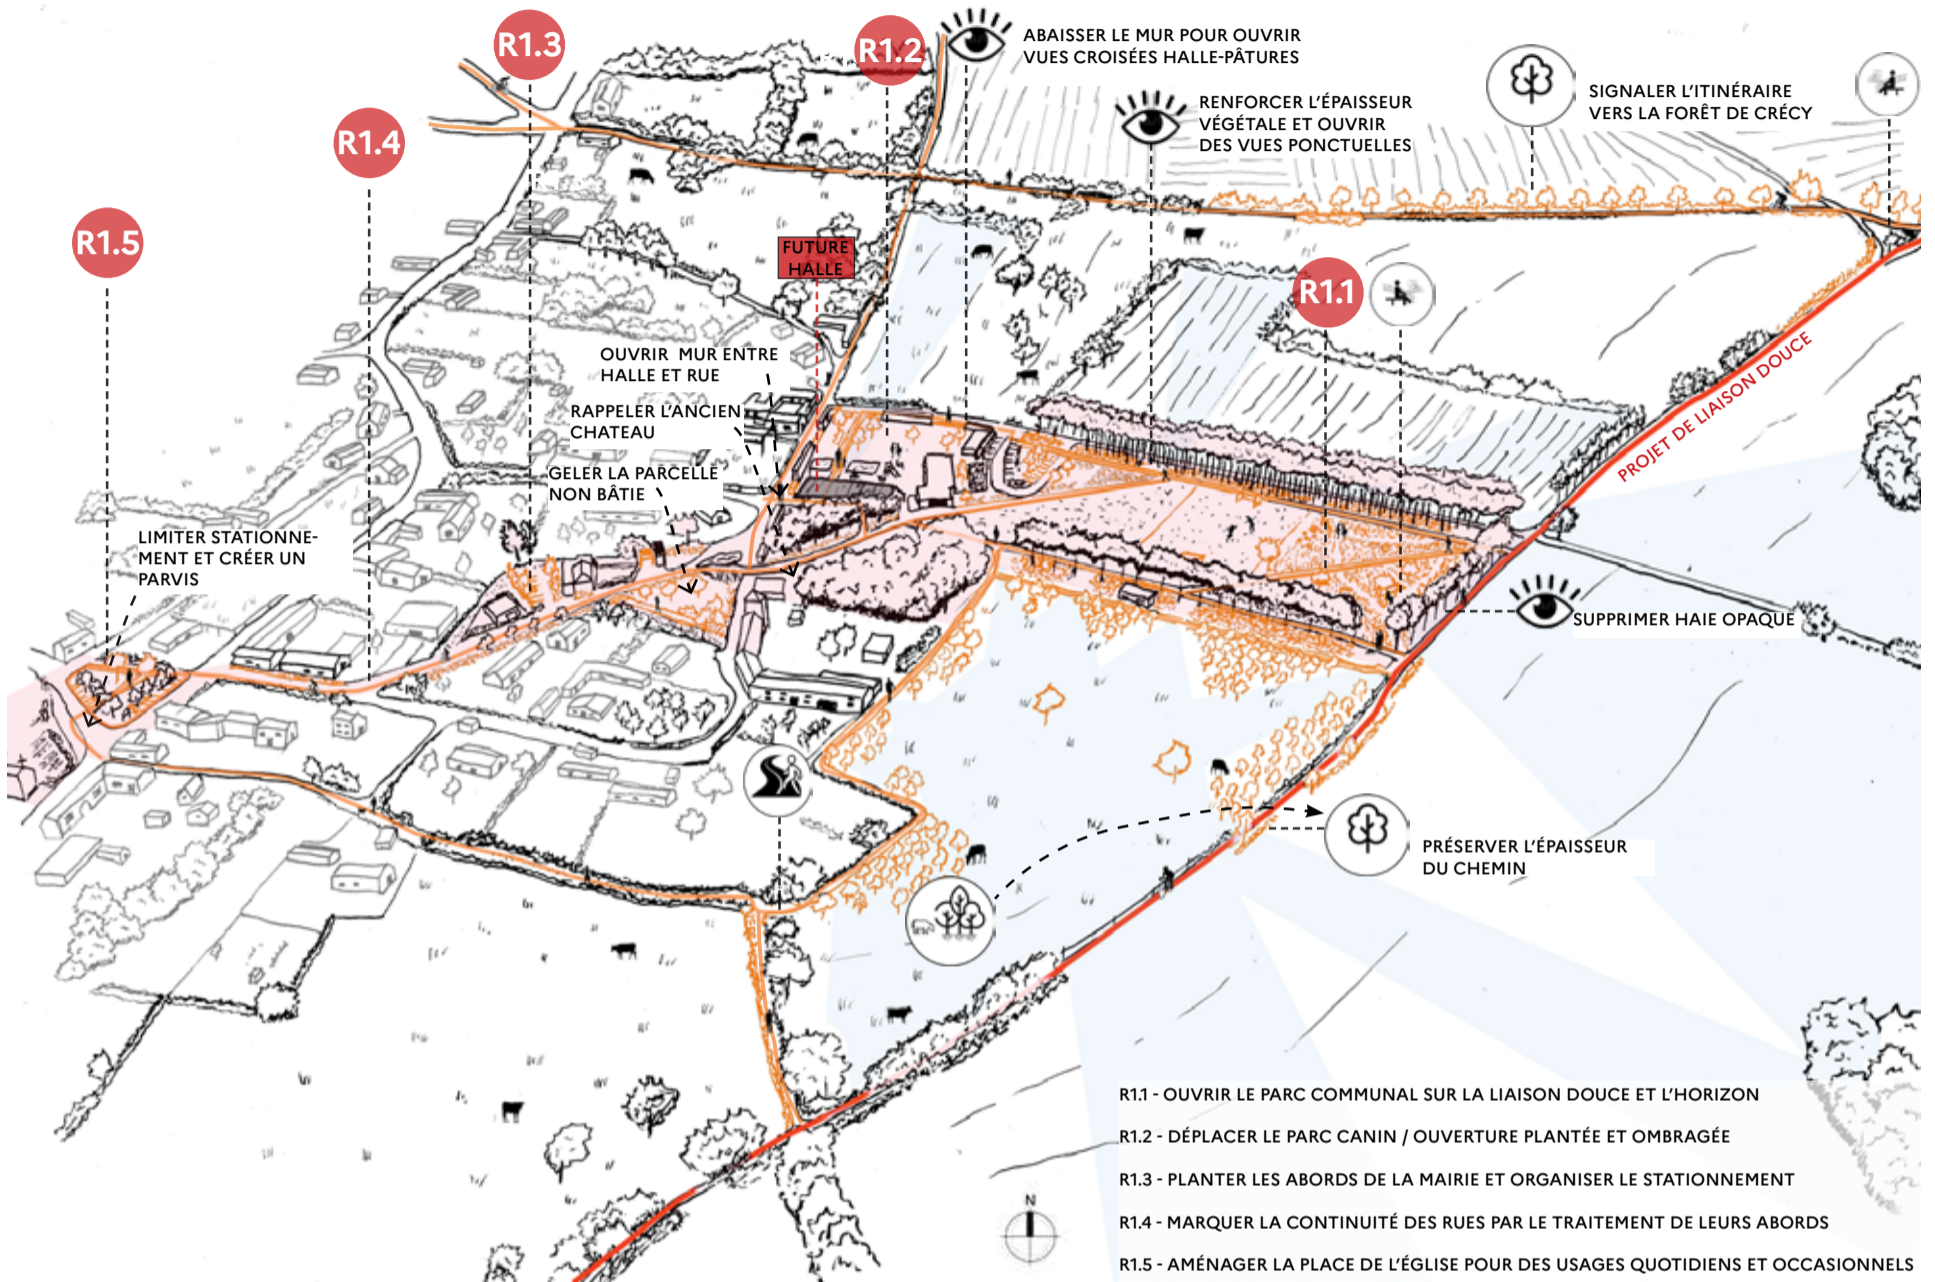 R1.3
R1.2
ABAISSER LE MUR POUR OUVRIR
VUES CROISÉES HALLE-PÂTURES
R1.4
RENFORCER L'ÉPAISSEUR
VÉGÉTALE ET OUVRIR
DES VUES PONCTUELLES
SIGNALER L'ITINÉRAIRE
VERS LA FORÊT DE CRÉCY
R1.5
FUTURE
HALLE
R1.1
OUVRIR MUR ENTRE
HALLE ET RUE
RAPPELER L'ANCIEN
CHATEAU
GELER LA PARCELLE
NON BÂTIE
PROJET DE LIAISON DOUCE
LIMITER STATIONNE-
MENT ET CRÉER UN
PARVIS
SUPPRIMER HAIE OPAQUE
PRÉSERVER L'ÉPAISSEUR
DU CHEMIN
R1.1 - OUVRIR LE PARC COMMUNAL SUR LA LIAISON DOUCE ET L'HORIZON
R1.2 - DÉPLACER LE PARC CANIN / OUVERTURE PLANTÉE ET OMBRAGÉE
R1.3 - PLANTER LES ABORDS DE LA MAIRIE ET ORGANISER LE STATIONNEMENT
R1.4 - MARQUER LA CONTINUITÉ DES RUES PAR LE TRAITEMENT DE LEURS ABORDS
R1.5 - AMÉNAGER LA PLACE DE L'ÉGLISE POUR DES USAGES QUOTIDIENS ET OCCASIONNELS
N